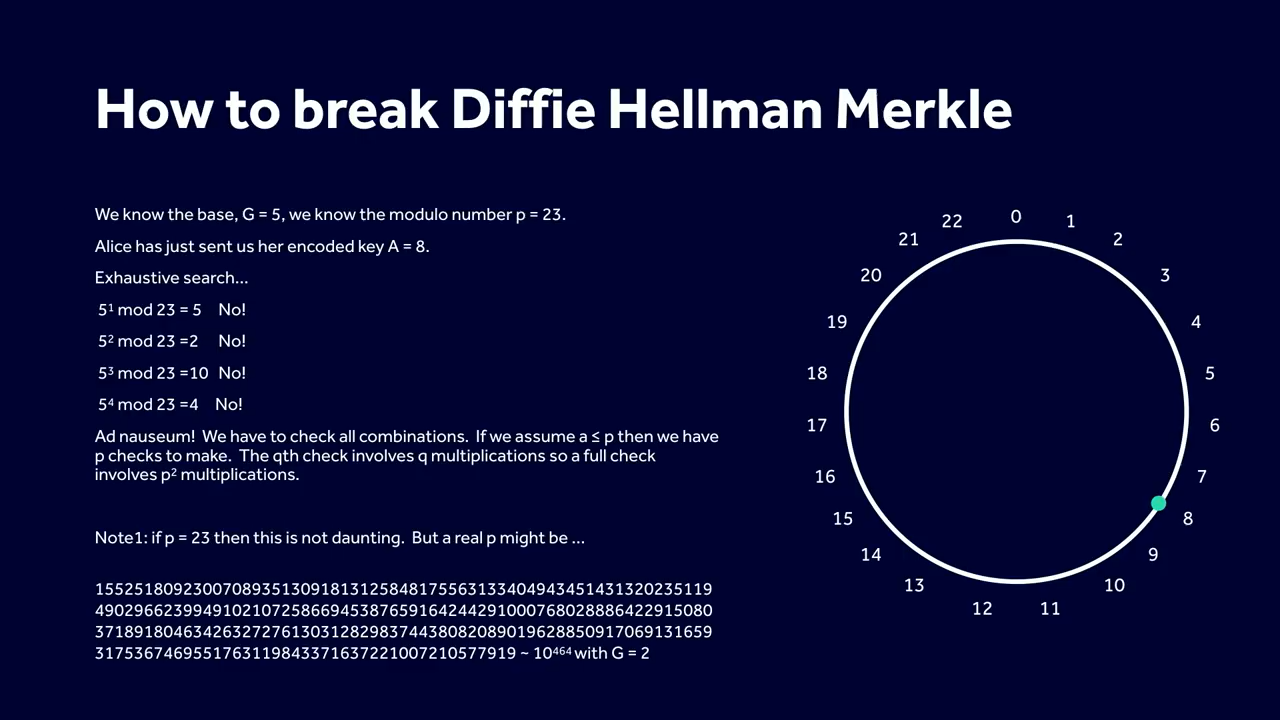 How to break Diffie Hellman Merkle
We know the base, G = 5, we know the modulo number p = 23.
Alice has just sent us her encoded key A = 8.
Exhaustive search...
5¹ mod 23 = 5 No!
5² mod 23 =2 No!
5³ mod 23 =10 No!
5⁴ mod 23 =4 No!
Ad nauseum! We have to check all combinations. If we assume a ≤ p then we have
p checks to make. The qth check involves q multiplications so a full check
involves p² multiplications.
Note1: if p = 23 then this is not daunting. But a real p might be ...
155251809230070893513091813125848175563133404943451431320235119
490296623994910210725866945387659164244291000768028886422915080
371891804634263272761303128298374438082089019628850917069131659
3175367469551763119843371637221007210577919 ~ 10⁴⁶⁴ with G = 2
0
1
2
3
4
5
6
7
8
9
10
11
12
13
14
15
16
17
18
19
20
21
22